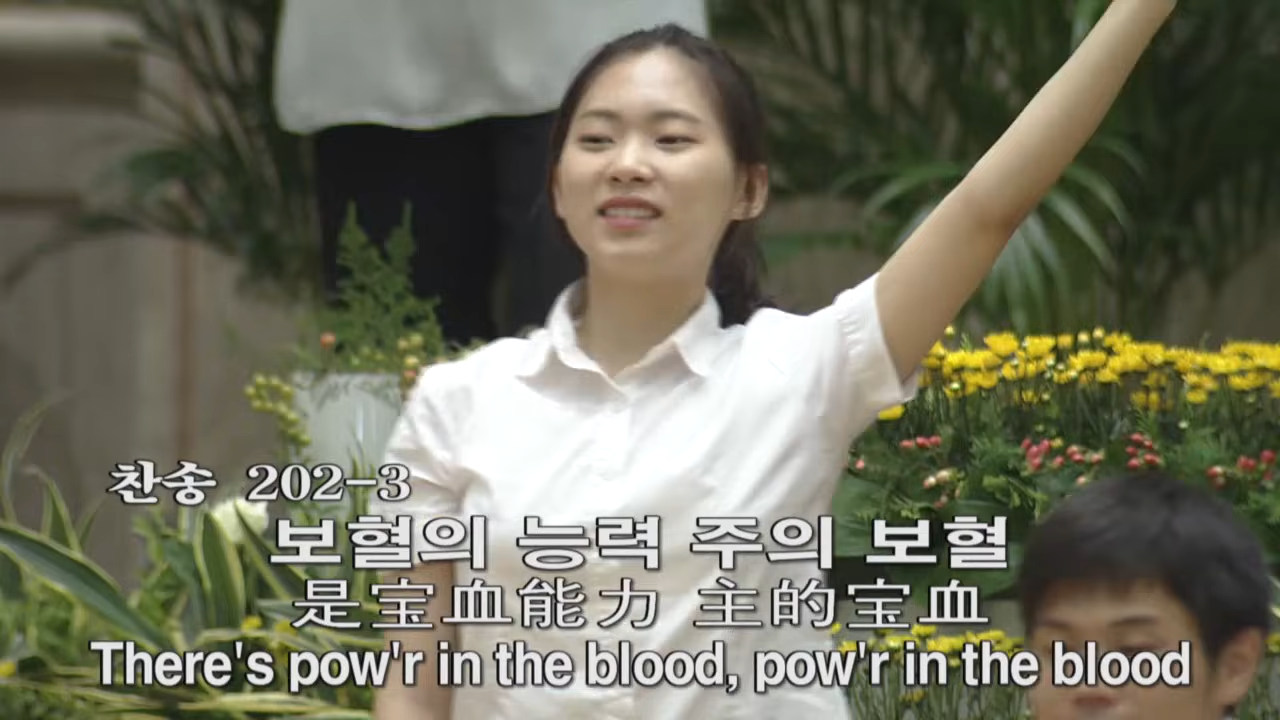 찬송 202-3
보혈의 능력 주의 보혈
是宝血能力 主的宝血
There's pow'r in the blood, pow'r in the blood